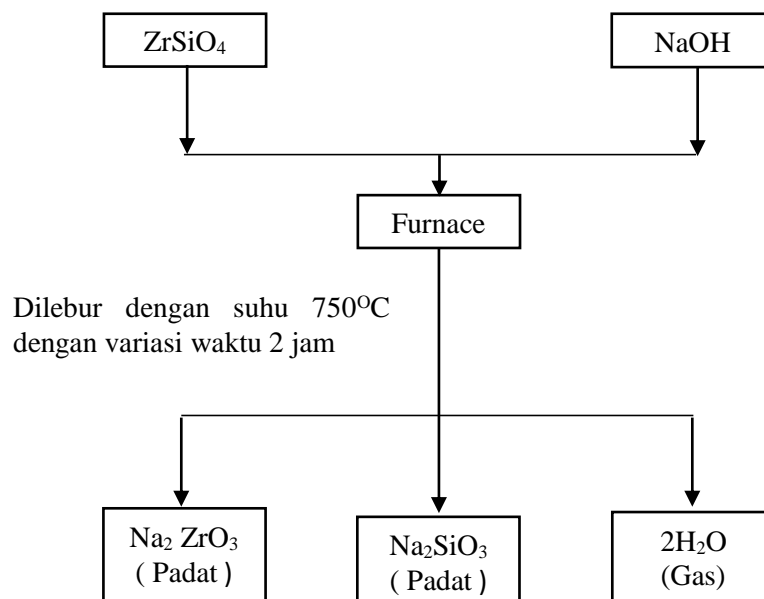 ZrSiO₄
NaOH
Furnace
Dilebur dengan suhu 750ᴼC
dengan variasi waktu 2 jam
Na₂ ZrO₃
( Padat )
Na₂SiO₃
( Padat )
2H₂O
(Gas)